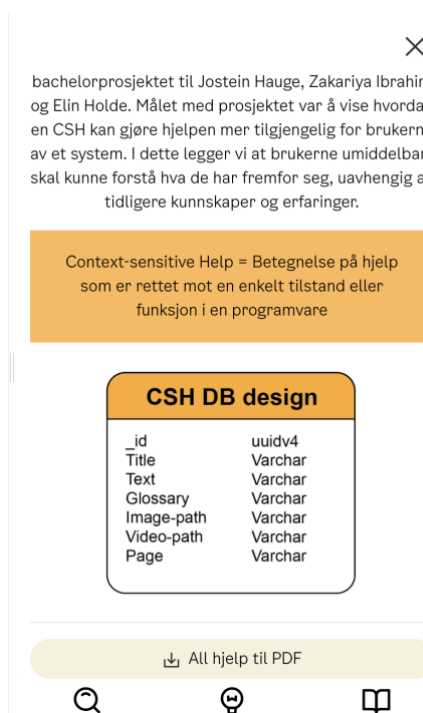 bachelorprosjektet til Jostein Hauge, Zakariya Ibrahim
og Elin Holde. Målet med prosjektet var å vise
en CSH kan gjøre hjelpen mer tilgjengelig for
av et system. I dette legger vi at brukerne
skal kunne forstå hva de har fremfor seg, uavhengig
tidligere kunnskaper og erfaringer.
Context-sensitive Help = Betegnelse på hjelp
som er rettet mot en enkelt tilstand eller
funksjon i en programvare
CSH DB design
_id uuidv4
Title Varchar
Text Varchar
Glossary Varchar
Image-path Varchar
Video-path Varchar
Page Varchar
All hjelp til PDF